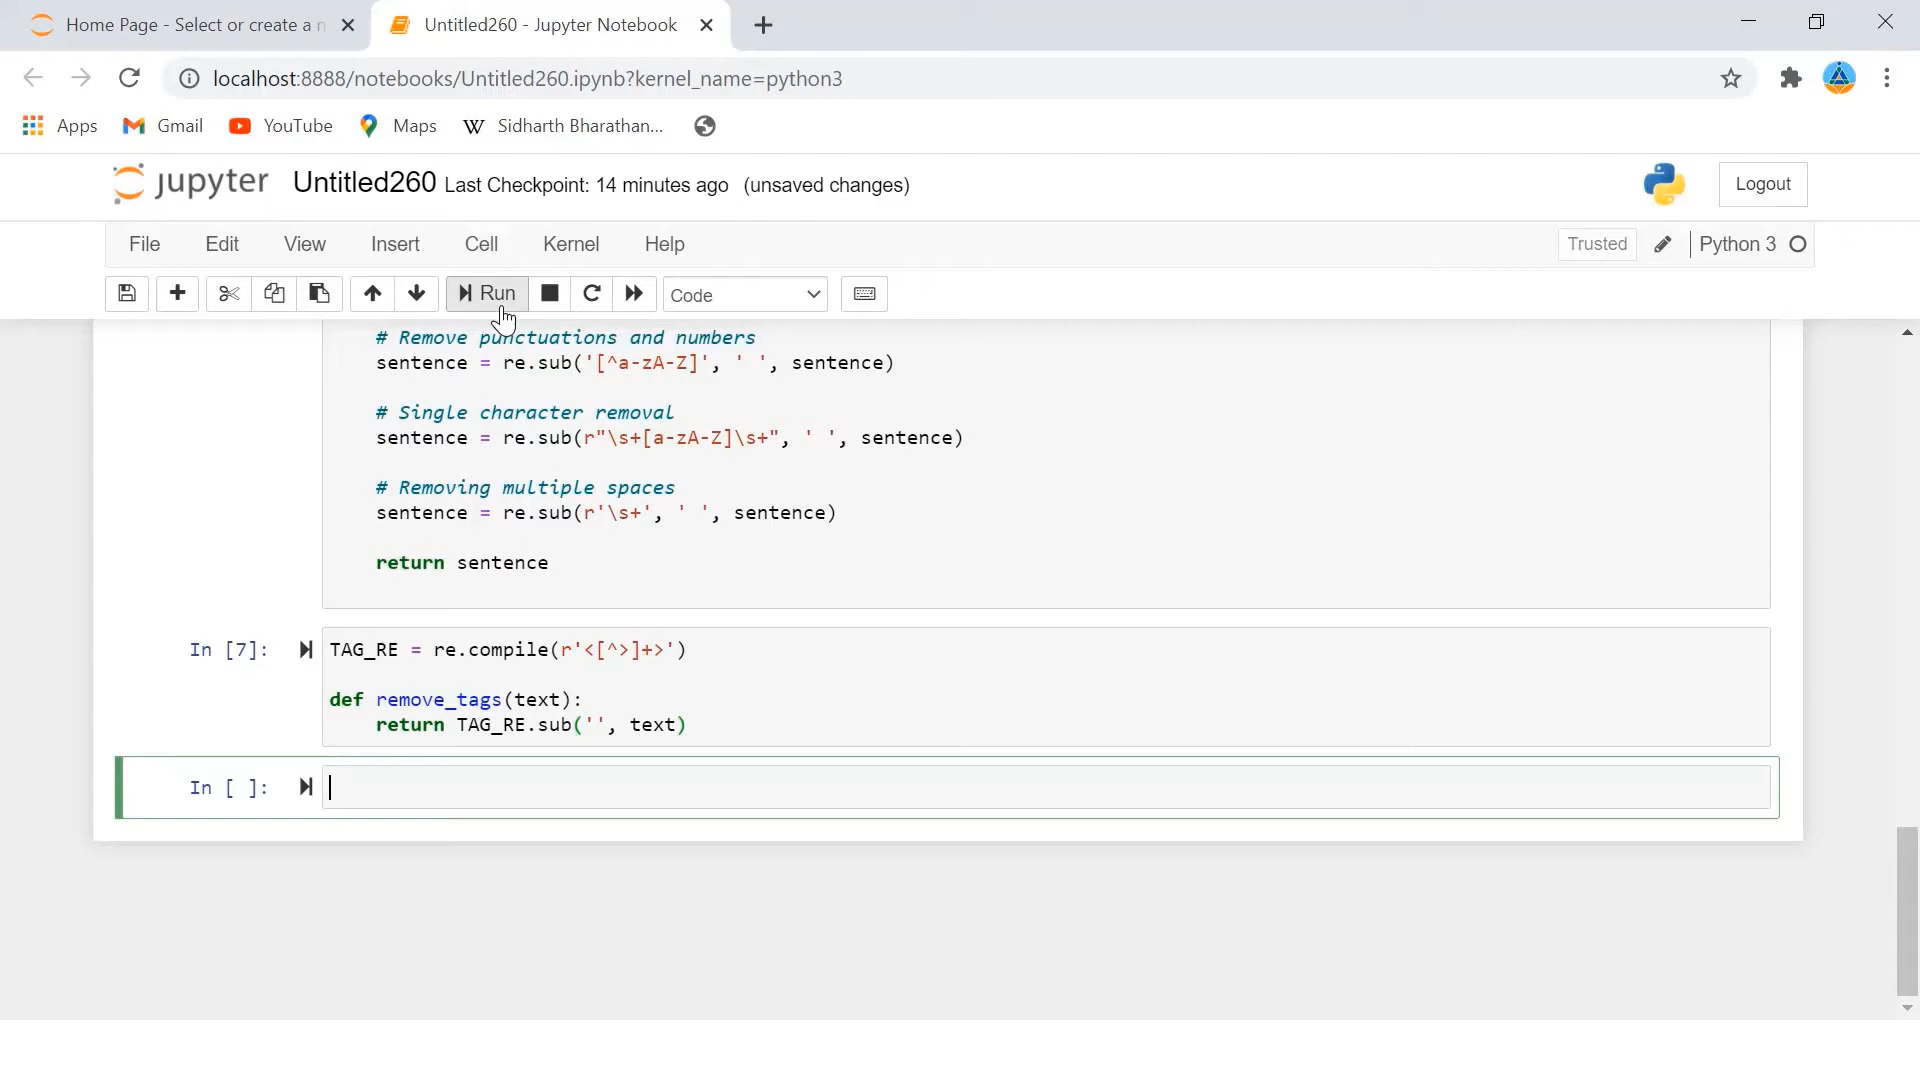 Home Page - Select or create a n
Untitled260 - Jupyter Notebook
localhost:8888/notebooks/Untitled260.ipynb?kernel_name=python3
Apps Gmail YouTube Maps W Sidharth Bharathan...
jupyter Untitled260 Last Checkpoint: 14 minutes ago (unsaved changes) Logout
File Edit View Insert Cell Kernel Help Trusted Python 3
Run Code
# Remove punctuations and numbers
sentence = re.sub('[^a-zA-Z]', ' ', sentence)
# Single character removal
sentence = re.sub(r"\s+[a-zA-Z]\s+", ' ', sentence)
# Removing multiple spaces
sentence = re.sub(r'\s+', ' ', sentence)
return sentence
In [7]: TAG_RE = re.compile(r'<[^>]+>')
def remove_tags(text):
return TAG_RE.sub('', text)
In [ ]: